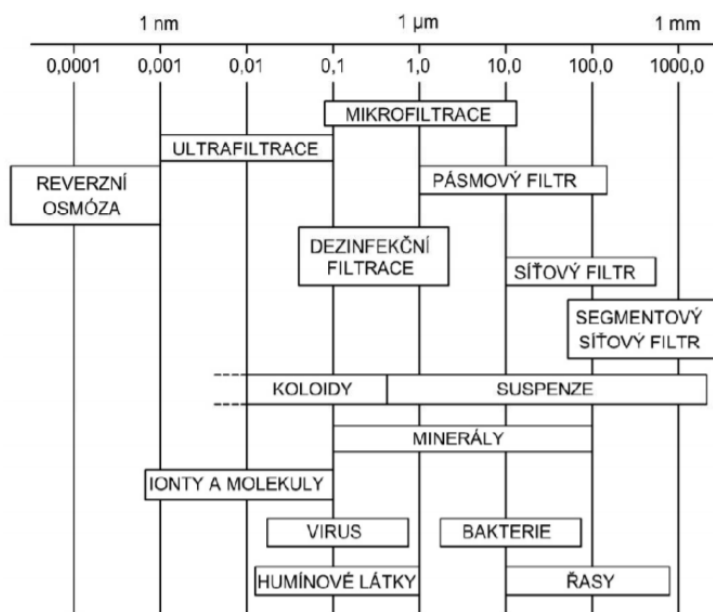 1 nm 1 µm 1 mm
0,0001 0,001 0,01 0,1 1,0 10,0 100,0 1000,0
MIKROFILTRACE
ULTRAFILTRACE
REVERZNÍ
OSMÓZA
PÁSMOVÝ FILTR
DEZINFEKČNÍ
FILTRACE
SÍŤOVÝ FILTR
SEGMENTOVÝ
SÍŤOVÝ FILTR
KOLOIDY SUSPENZE
MINERÁLY
IONTY A MOLEKULY
VIRUS BAKTERIE
HUMÍNOVÉ LÁTKY ŘASY